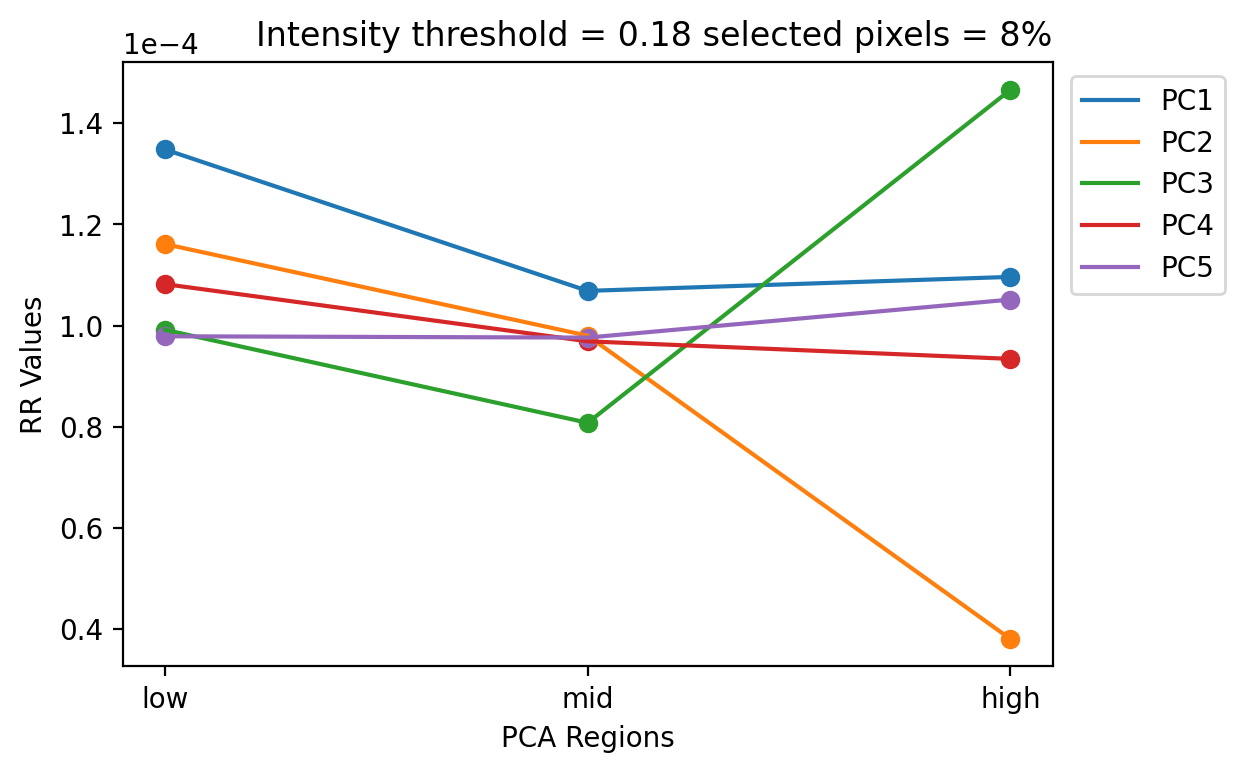 Intensity threshold = 0.18 selected pixels = 8%
1e−4
1.4
1.2
1.0
0.8
0.6
0.4
RR Values
low
mid
high
PCA Regions
PC1
PC2
PC3
PC4
PC5